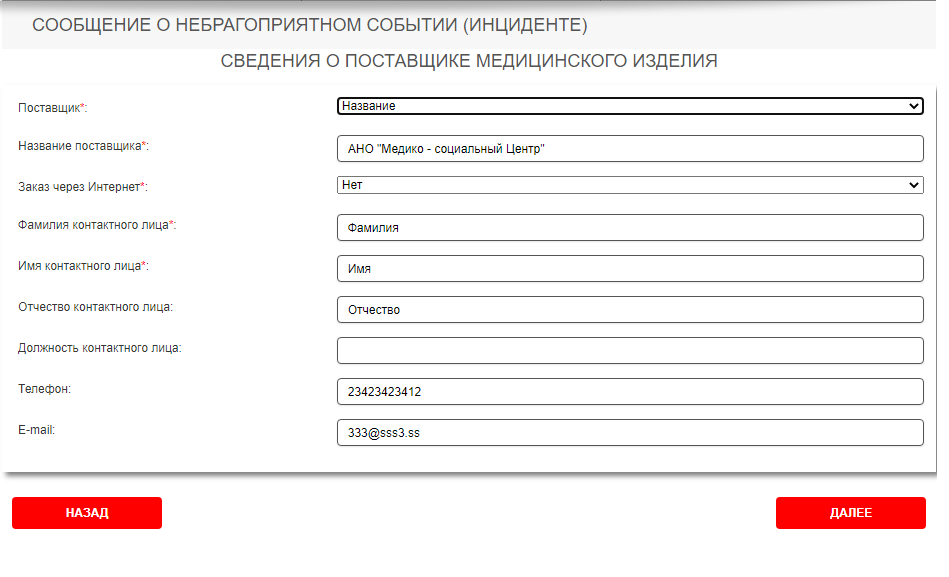 СООБЩЕНИЕ О НЕБРАГОПРИЯТНОМ СОБЫТИИ (ИНЦИДЕНТЕ)
СВЕДЕНИЯ О ПОСТАВЩИКЕ МЕДИЦИНСКОГО ИЗДЕЛИЯ
Поставщик*: Название
Название поставщика*: АНО "Медико - социальный Центр"
Заказ через Интернет*: Нет
Фамилия контактного лица*: Фамилия
Имя контактного лица*: Имя
Отчество контактного лица: Отчество
Должность контактного лица:
Телефон: 23423423412
E-mail: 333@sss3.ss
НАЗАД ДАЛЕЕ